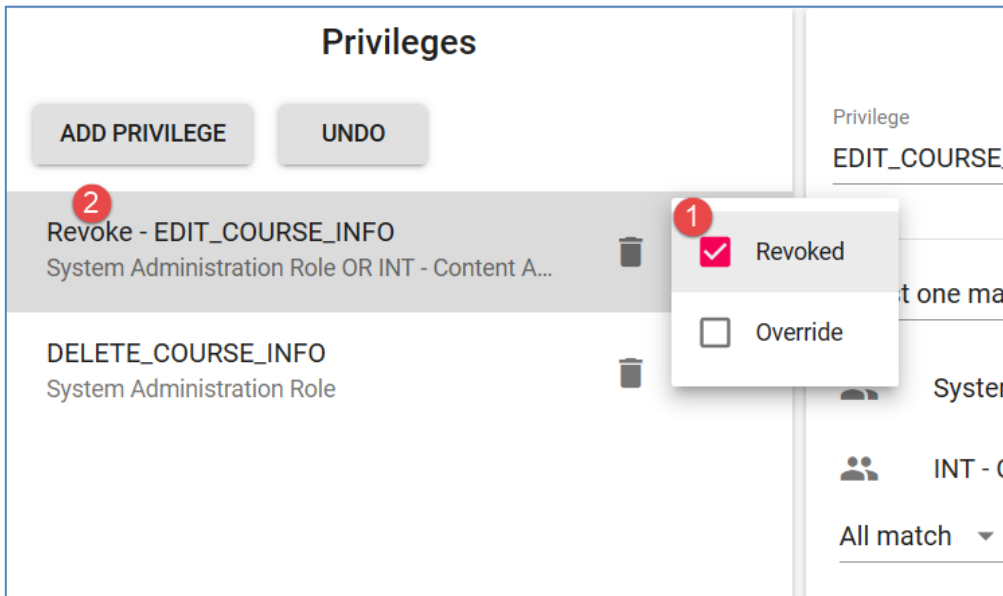 Privileges
ADD PRIVILEGE
UNDO
2
Revoke - EDIT_COURSE_INFO
System Administration Role OR INT - Content A...
DELETE_COURSE_INFO
System Administration Role
1
Revoked
Override
Privilege
EDIT_COURSE_
t one ma
Syster
INT - C
All match